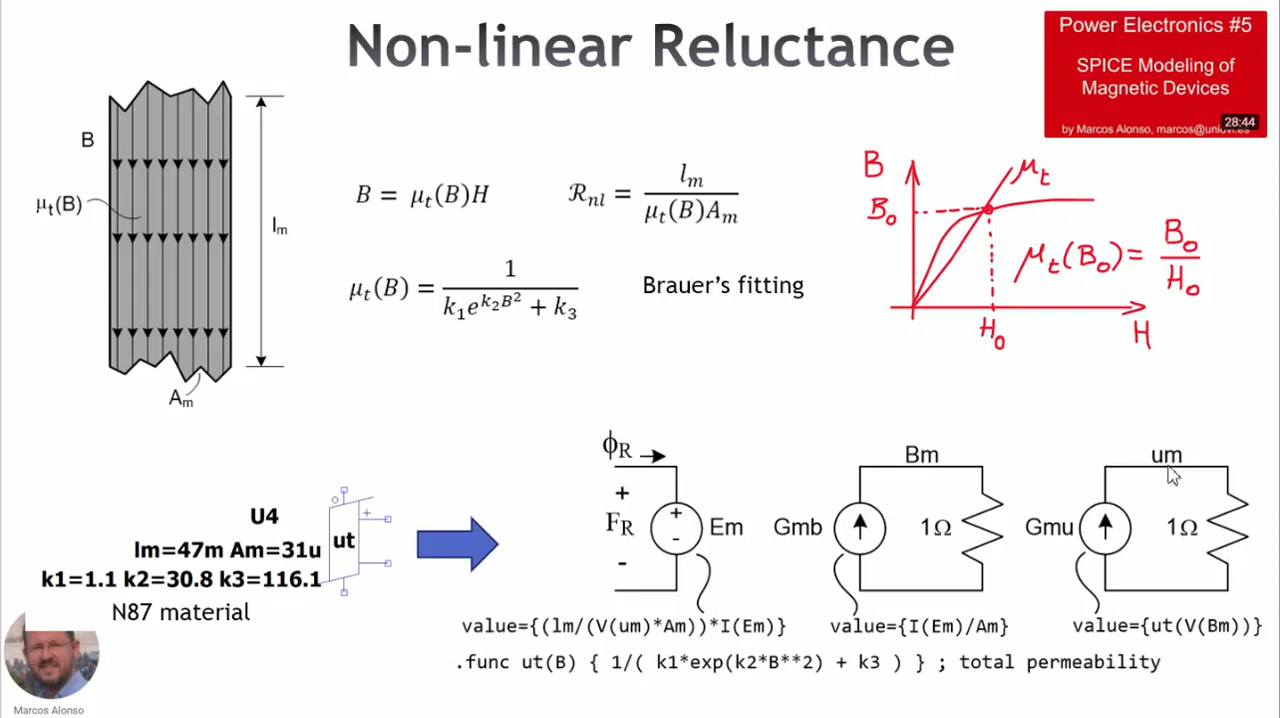 Non-linear Reluctance
Power Electronics #5
SPICE Modeling of
Magnetic Devices
28:44
by Marcos Alonso, marcos@uniovi.es
B
μt(B)
lm
Am
B = μt(B)H
ℛnl = lm / (μt(B)Am)
μt(B) = 1 / (k1e^(k2B^2) + k3)
Brauer's fitting
B
B0
μt
μt(B0) = B0 / H0
H0
H
U4
lm=47m Am=31u
k1=1.1 k2=30.8 k3=116.1
ut
+
N87 material
ϕR
+
FR
-
+
-
Em
value={(lm/(V(um)*Am))*I(Em)}
Bm
Gmb
1Ω
value={I(Em)/Am}
um
Gmu
1Ω
value={ut(V(Bm))}
.func ut(B) { 1/( k1*exp(k2*B**2) + k3 ) } ; total permeability
Marcos Alonso